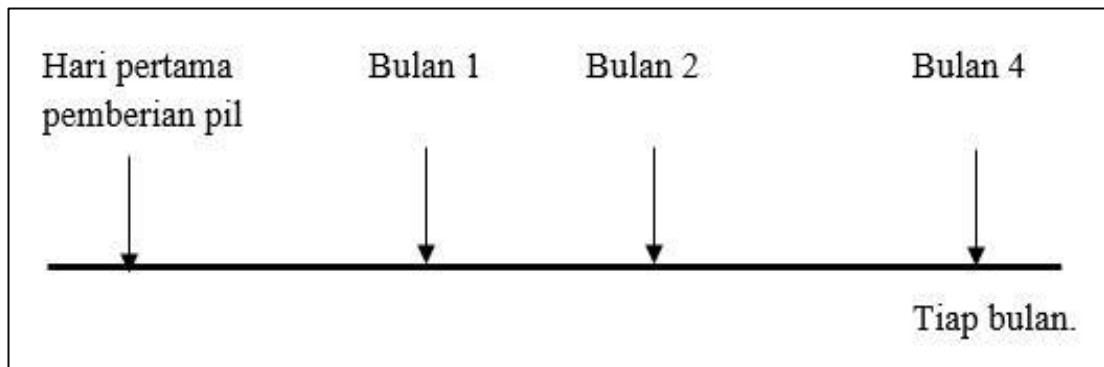 Hari pertama
pemberian pil
Bulan 1
Bulan 2
Bulan 4
Tiap bulan.